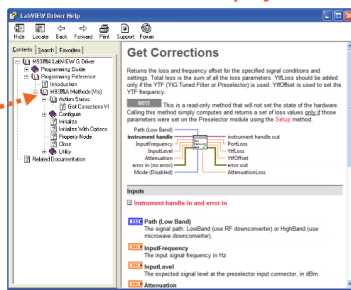 LabVIEW Driver Help
Hide Locate Back Forward Print Support Forum
Contents Search Favorites
M9398A LabVIEW G Driver
Programming Guide
Programming Reference
Introduction
M9398A Methods (VIs)
Action Status
Get Corrections VI
Configure
Initialize
Initialize With Options
Property Node
Close
Utility
Related Documentation
Get Corrections
Returns the loss and frequency offset for the specified signal conditions and
settings. Total loss is the sum of all the loss parameters. YtfLoss should be added
only if the YTF (YIG Tuned Filter or Preselector) is used. YtfOffset is used to set the
YTF frequency.
NOTE This is a read-only method that will not set the state of the hardware.
Calling this method simply computes and returns a set of loss values only if those
parameters were set on the Preselector module using the Setup method.
Path (Low Band)
instrument handle
InputFrequency
InputLevel
Attenuation
error in (no error)
Mode (Disabled)
instrument handle out
PortLoss
YtfLoss
YtfOffset
error out
AttenuationLoss
Inputs
Instrument handle in and error in
Path (Low Band)
The signal path: LowBand (use RF downconverter) or HighBand (use
microwave downconverter).
InputFrequency
The input signal frequency in Hz.
InputLevel
The expected signal level at the preselector input connector, in dBm.
Attenuation